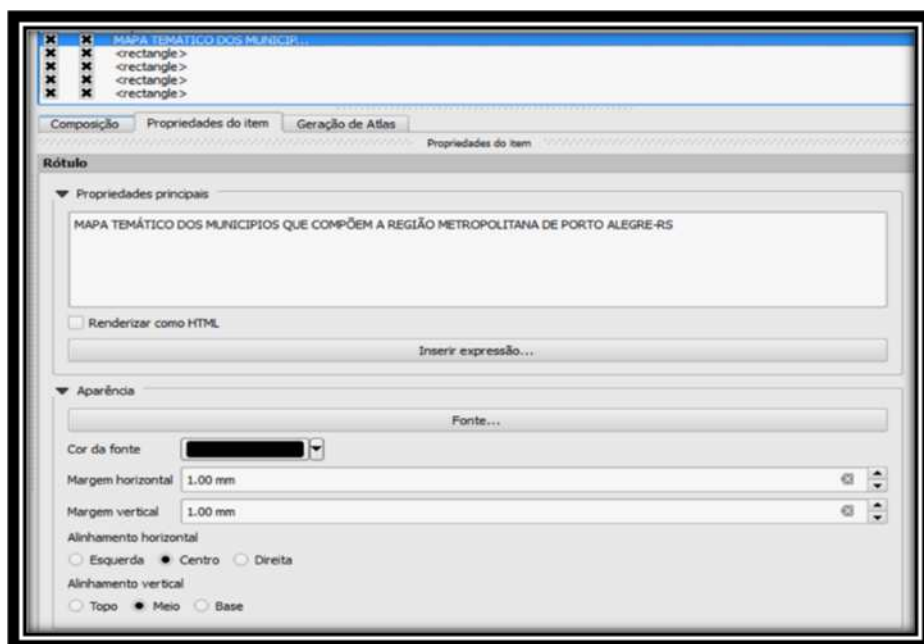 MAPA TEMÁTICO DOS MUNICIP...
<rectangle>
<rectangle>
<rectangle>
<rectangle>
Composição Propriedades do item Geração de Atlas
Propriedades do item
Rótulo
Propriedades principais
MAPA TEMÁTICO DOS MUNICIPIOS QUE COMPÕEM A REGIÃO METROPOLITANA DE PORTO ALEGRE-RS
Renderizar como HTML
Inserir expressão...
Aparência
Fonte...
Cor da fonte
Margem horizontal 1.00 mm
Margem vertical 1.00 mm
Alinhamento horizontal
Esquerda Centro Direita
Alinhamento vertical
Topo Meio Base